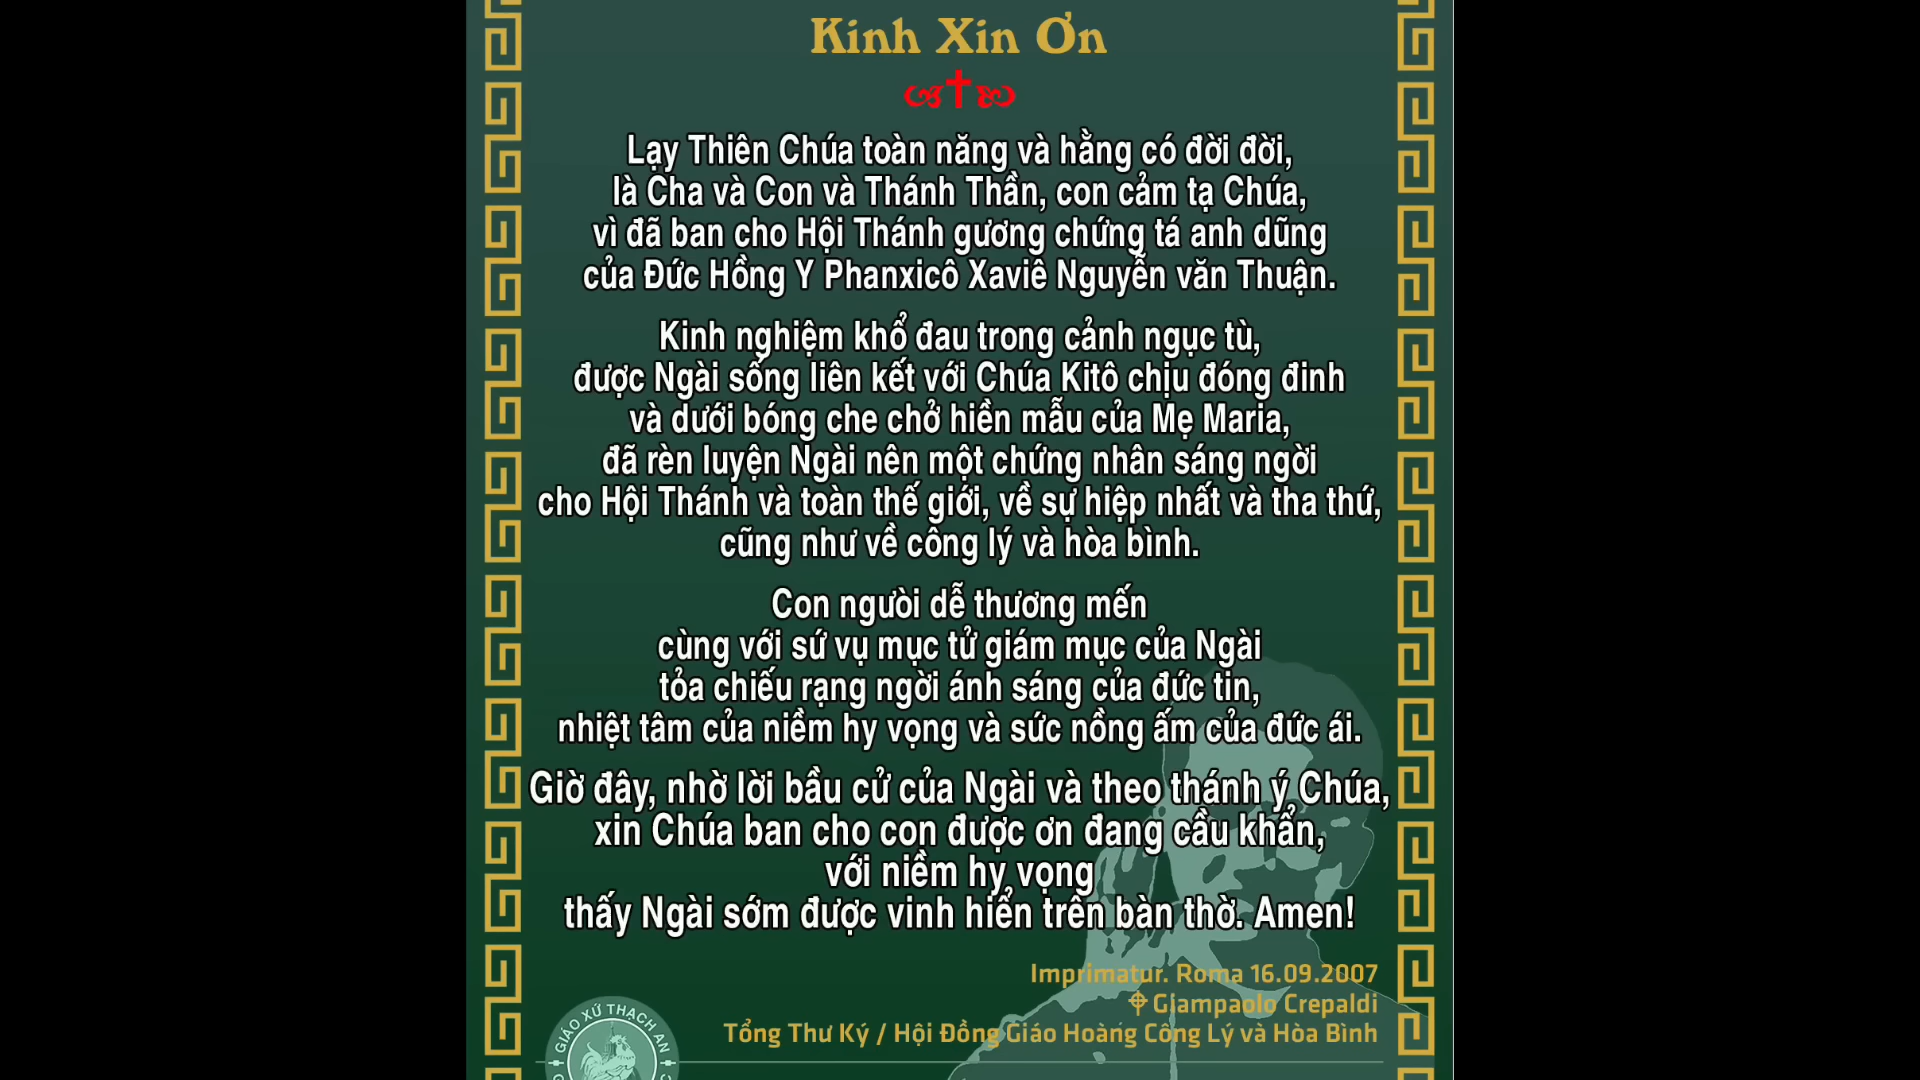 Kinh Xin Ơn
Lạy Thiên Chúa toàn năng và hằng có đời đời,
là Cha và Con và Thánh Thần, con cảm tạ Chúa,
vì đã ban cho Hội Thánh gương chứng tá anh dũng
của Đức Hồng Y Phanxicô Xaviê Nguyễn văn Thuận.
Kinh nghiệm khổ đau trong cảnh ngục tù,
được Ngài sống liên kết với Chúa Kitô chịu đóng đinh
và dưới bóng che chở hiền mẫu của Mẹ Maria,
đã rèn luyện Ngài nên một chứng nhân sáng ngời
cho Hội Thánh và toàn thế giới, về sự hiệp nhất và tha thứ,
cũng như về công lý và hòa bình.
Con ngưòi dễ thương mến
cùng với sứ vụ mục tử giám mục của Ngài
tỏa chiếu rạng ngời ánh sáng của đức tin,
nhiệt tâm của niềm hy vọng và sức nồng ấm của đức ái.
Giờ đây, nhờ lời bầu cử của Ngài và theo thánh ý Chúa,
xin Chúa ban cho con được ơn đang cầu khẩn,
với niềm hy vọng
thấy Ngài sớm được vinh hiển trên bàn thờ. Amen!
Imprimatur. Roma 16.09.2007
Giampaolo Crepaldi
Tổng Thư Ký / Hội Đồng Giáo Hoàng Công Lý và Hòa Bình
GIÁO XỨ THẠCH AN